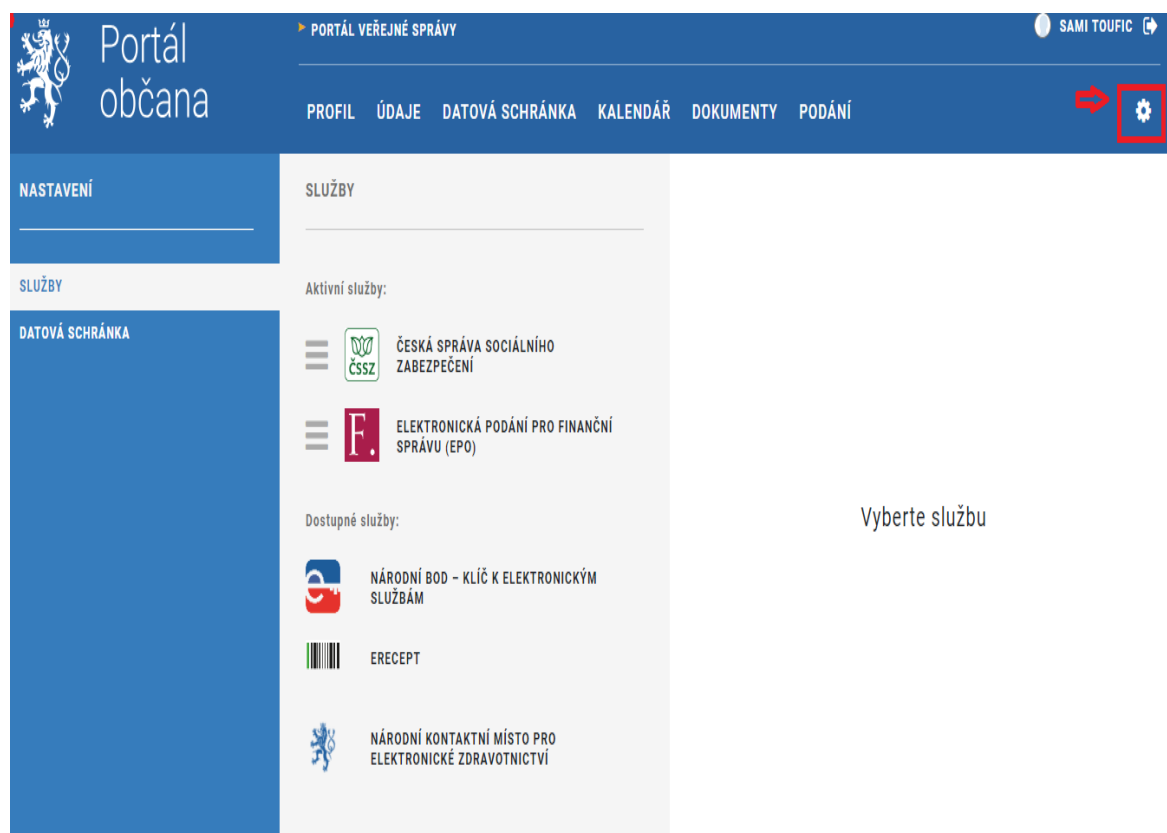 Portál
občana
PORTÁL VEŘEJNÉ SPRÁVY
SAMI TOUFIC
PROFIL ÚDAJE DATOVÁ SCHRÁNKA KALENDÁŘ DOKUMENTY PODÁNÍ
NASTAVENÍ
SLUŽBY
DATOVÁ SCHRÁNKA
SLUŽBY
Aktivní služby:
ČSSZ
ČESKÁ SPRÁVA SOCIÁLNÍHO
ZABEZPEČENÍ
F.
ELEKTRONICKÁ PODÁNÍ PRO FINANČNÍ
SPRÁVU (EPO)
Dostupné služby:
NÁRODNÍ BOD – KLÍČ K ELEKTRONICKÝM
SLUŽBÁM
ERECEPT
NÁRODNÍ KONTAKTNÍ MÍSTO PRO
ELEKTRONICKÉ ZDRAVOTNICTVÍ
Vyberte službu